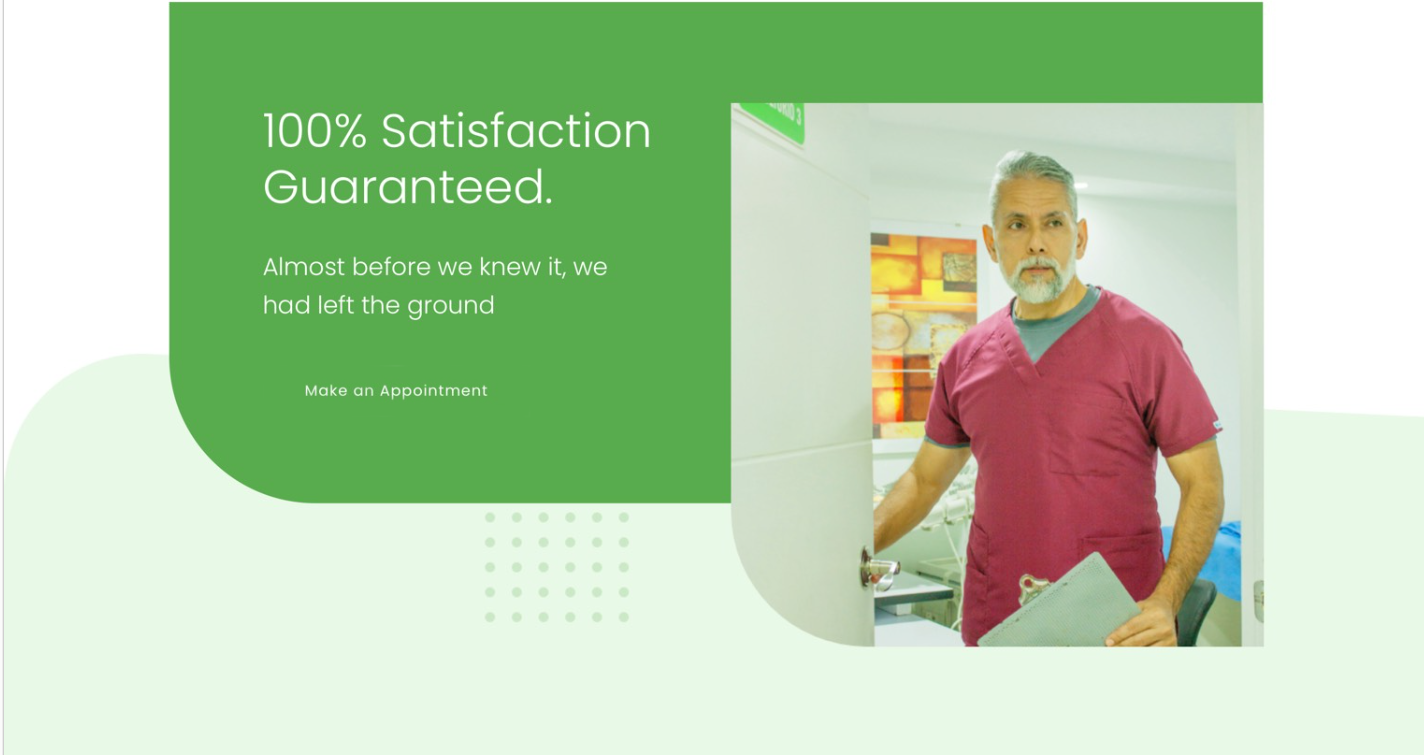 100% Satisfaction
Guaranteed.
Almost before we knew it, we
had left the ground
Make an Appointment